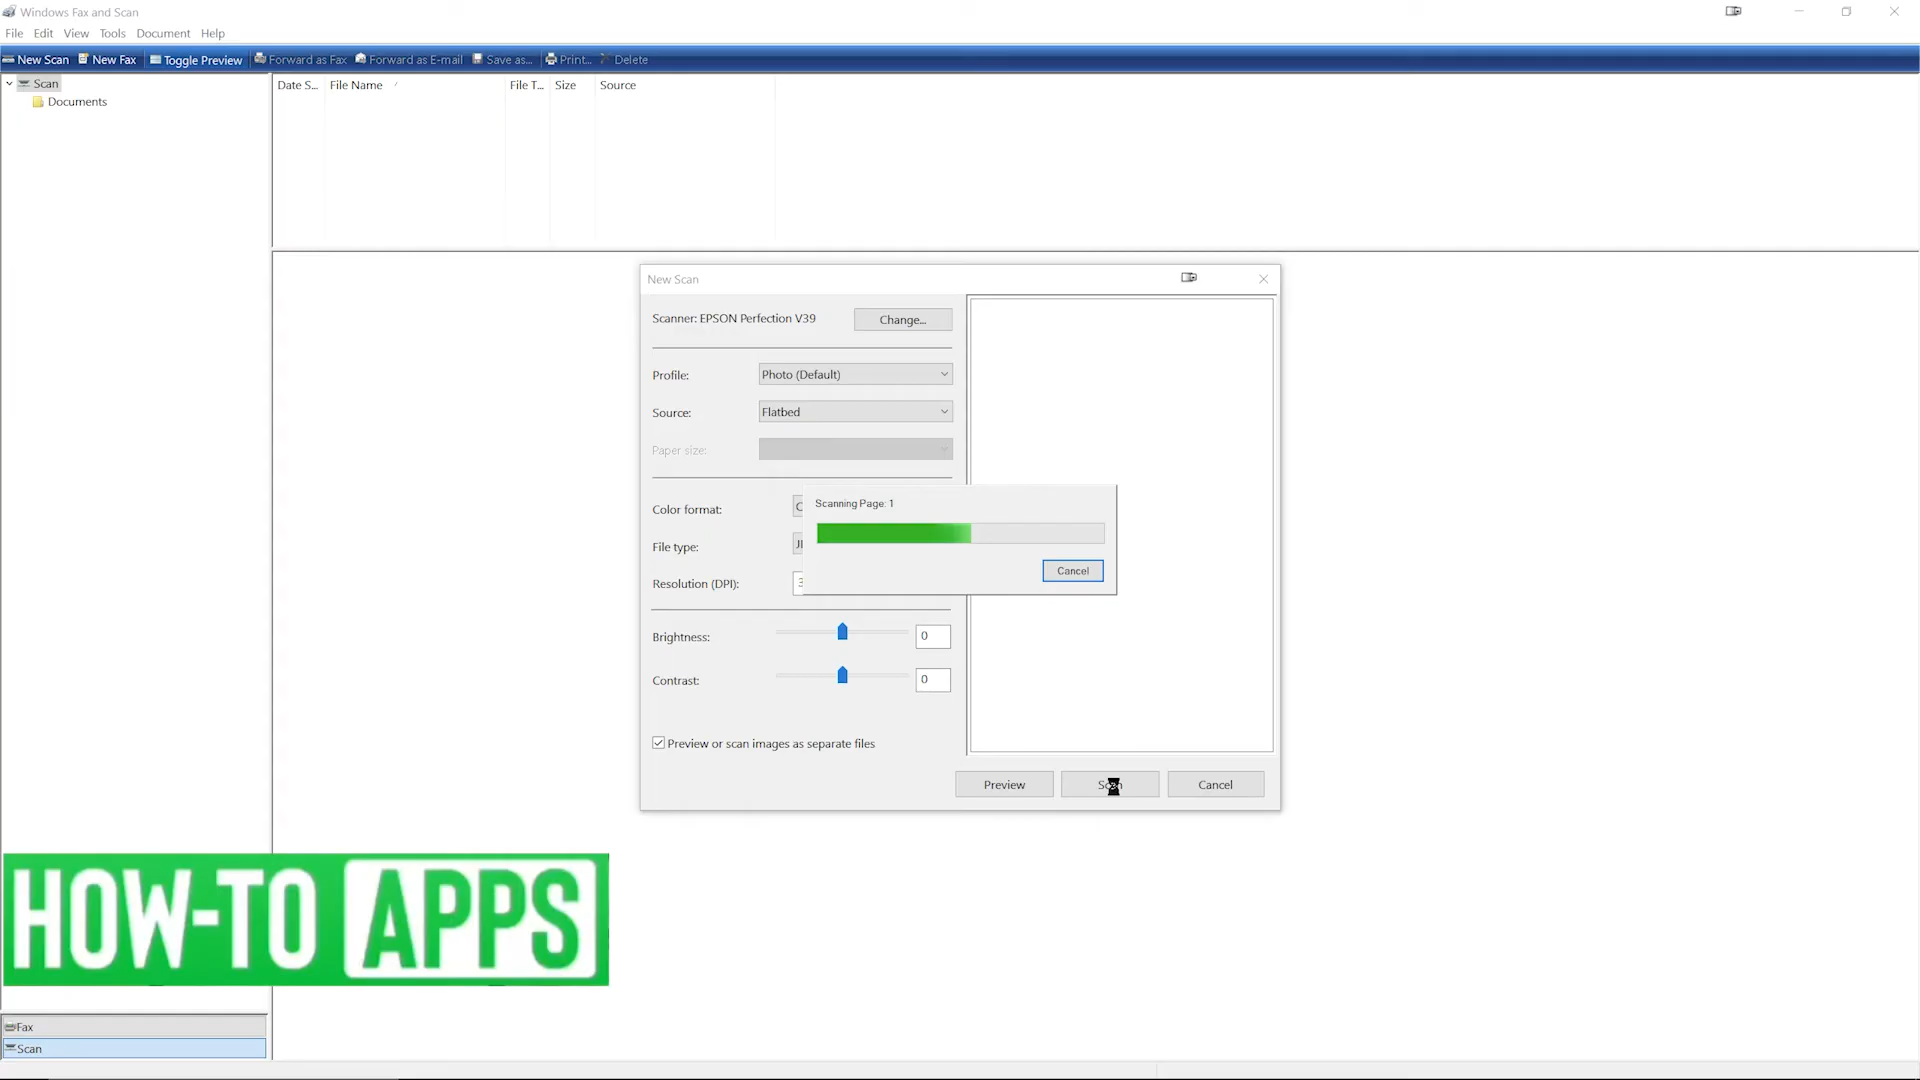 Windows Fax and Scan
File Edit View Tools Document Help
New Scan New Fax Toggle Preview Forward as Fax Forward as E-mail Save as... Print... Delete
Scan
Documents
Date S... File Name File T... Size Source
New Scan
Scanner: EPSON Perfection V39
Change...
Profile: Photo (Default)
Source: Flatbed
Paper size:
Color format:
Scanning Page: 1
File type:
Cancel
Resolution (DPI):
Brightness: 0
Contrast: 0
Preview or scan images as separate files
Preview Cancel
HOW-TO APPS
Fax
Scan